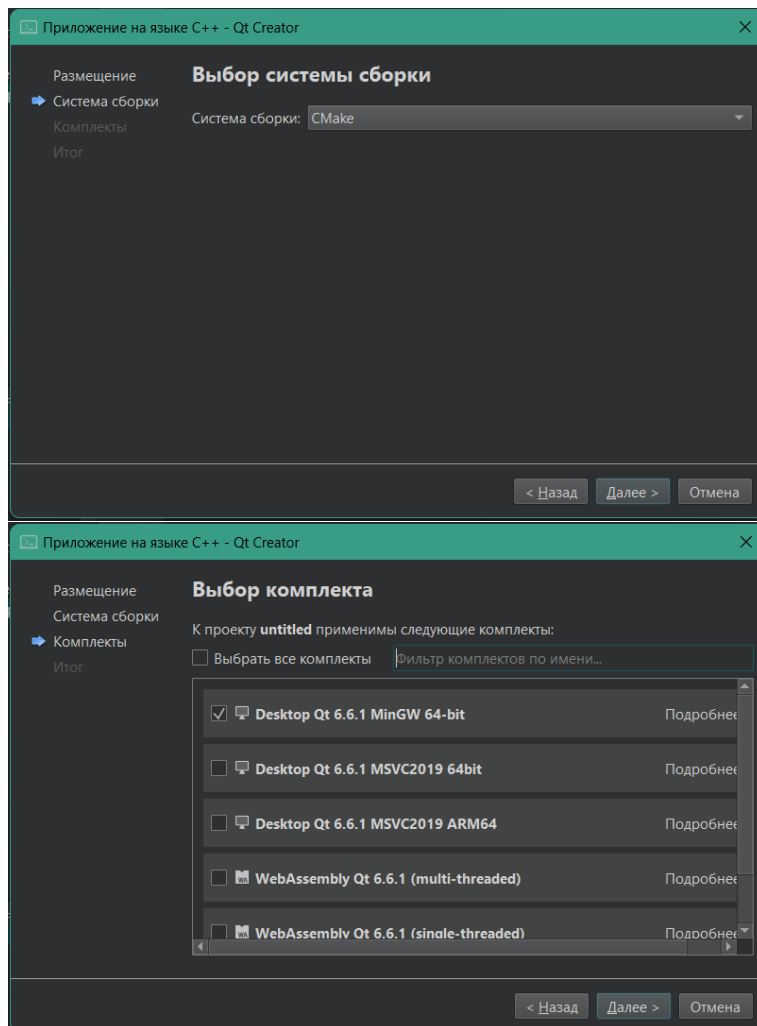 Приложение на языке C++ - Qt Creator
Размещение
Система сборки
Комплекты
Итог
Выбор системы сборки
Система сборки: CMake
< Назад
Далее >
Отмена
Приложение на языке C++ - Qt Creator
Размещение
Система сборки
Комплекты
Итог
Выбор комплекта
К проекту untitled применимы следующие комплекты:
Выбрать все комплекты
Фильтр комплектов по имени...
Desktop Qt 6.6.1 MinGW 64-bit Подробнее
Desktop Qt 6.6.1 MSVC2019 64bit Подробнее
Desktop Qt 6.6.1 MSVC2019 ARM64 Подробнее
WA WebAssembly Qt 6.6.1 (multi-threaded) Подробнее
WA WebAssembly Qt 6.6.1 (single-threaded) Подробнее
< Назад
Далее >
Отмена